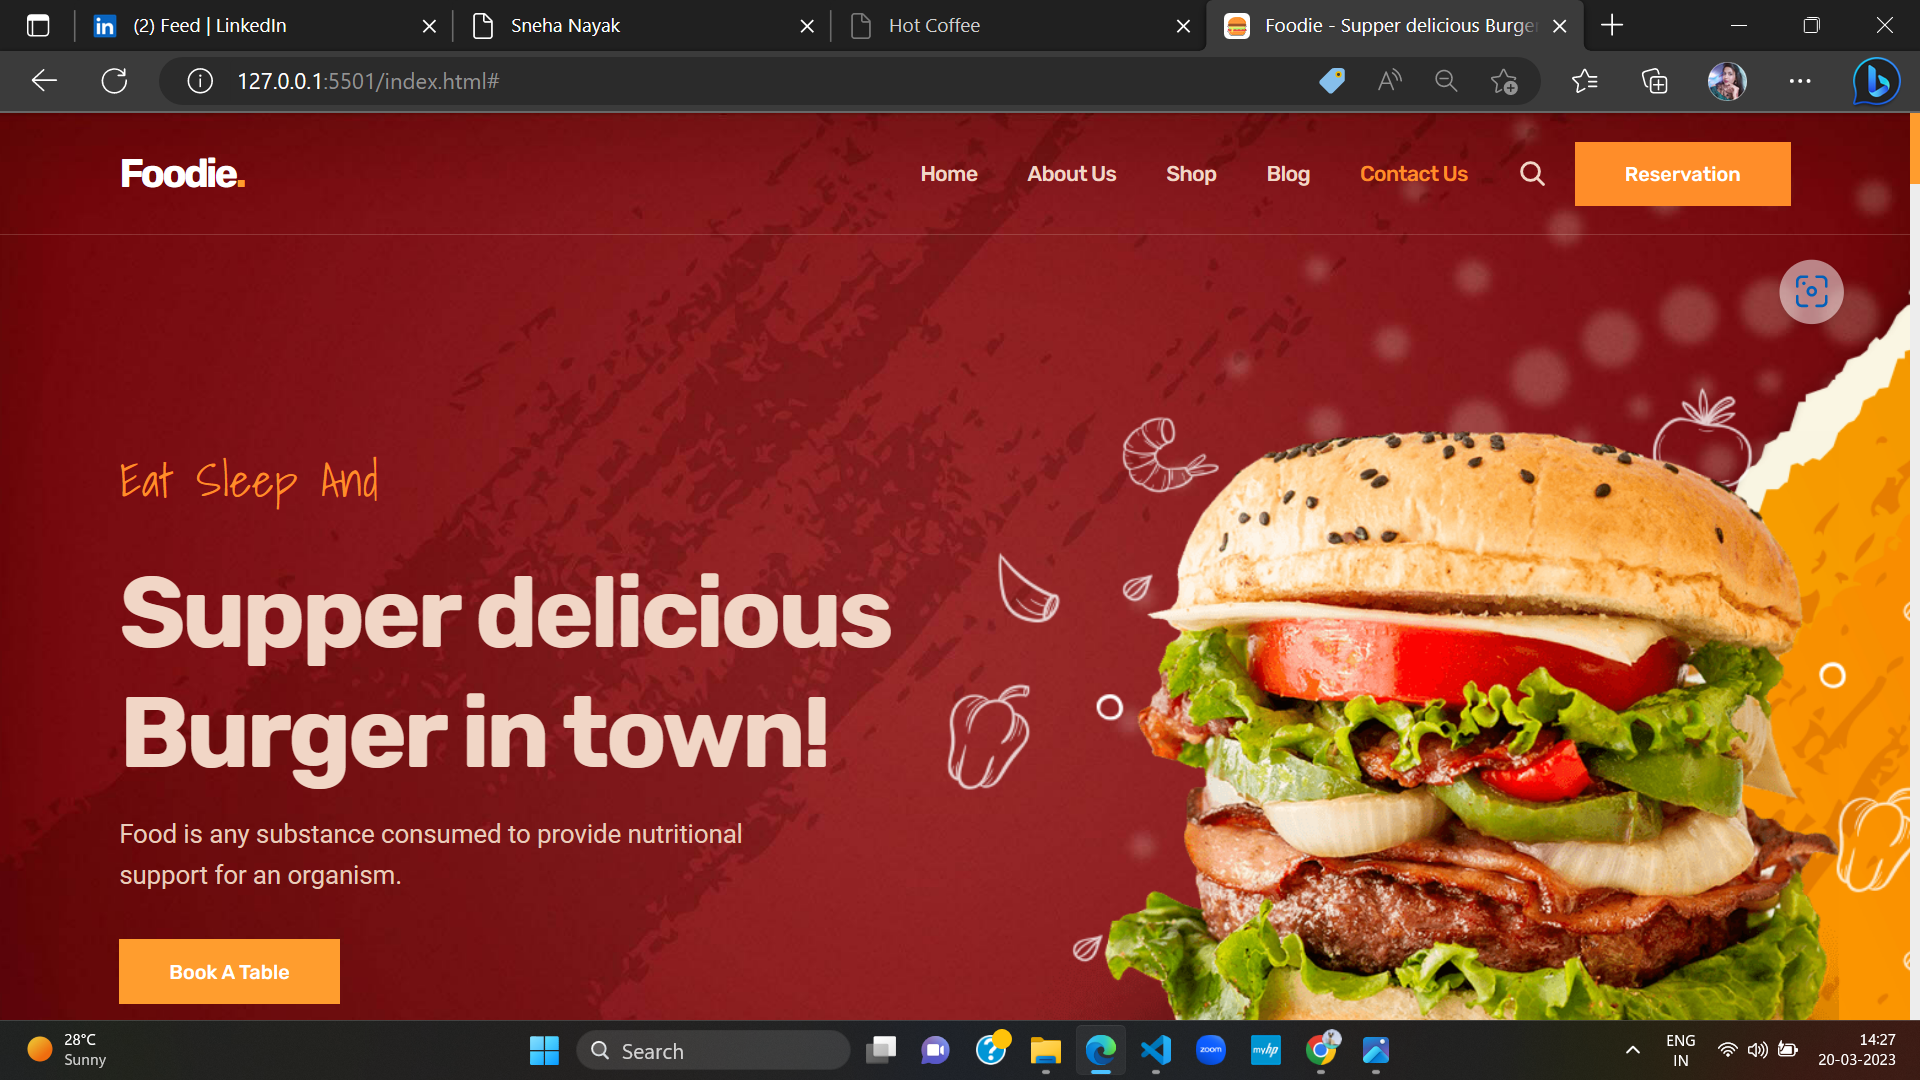 (2) Feed | LinkedIn
Sneha Nayak
Hot Coffee
Foodie - Supper delicious Burge
127.0.0.1:5501/index.html#
Foodie.
Home
About Us
Shop
Blog
Contact Us
Reservation
Eat Sleep And
Supper delicious
Burger in town!
Food is any substance consumed to provide nutritional
support for an organism.
Book A Table
28°C
Sunny
Search
zoom
myhp
ENG
IN
14:27
20-03-2023